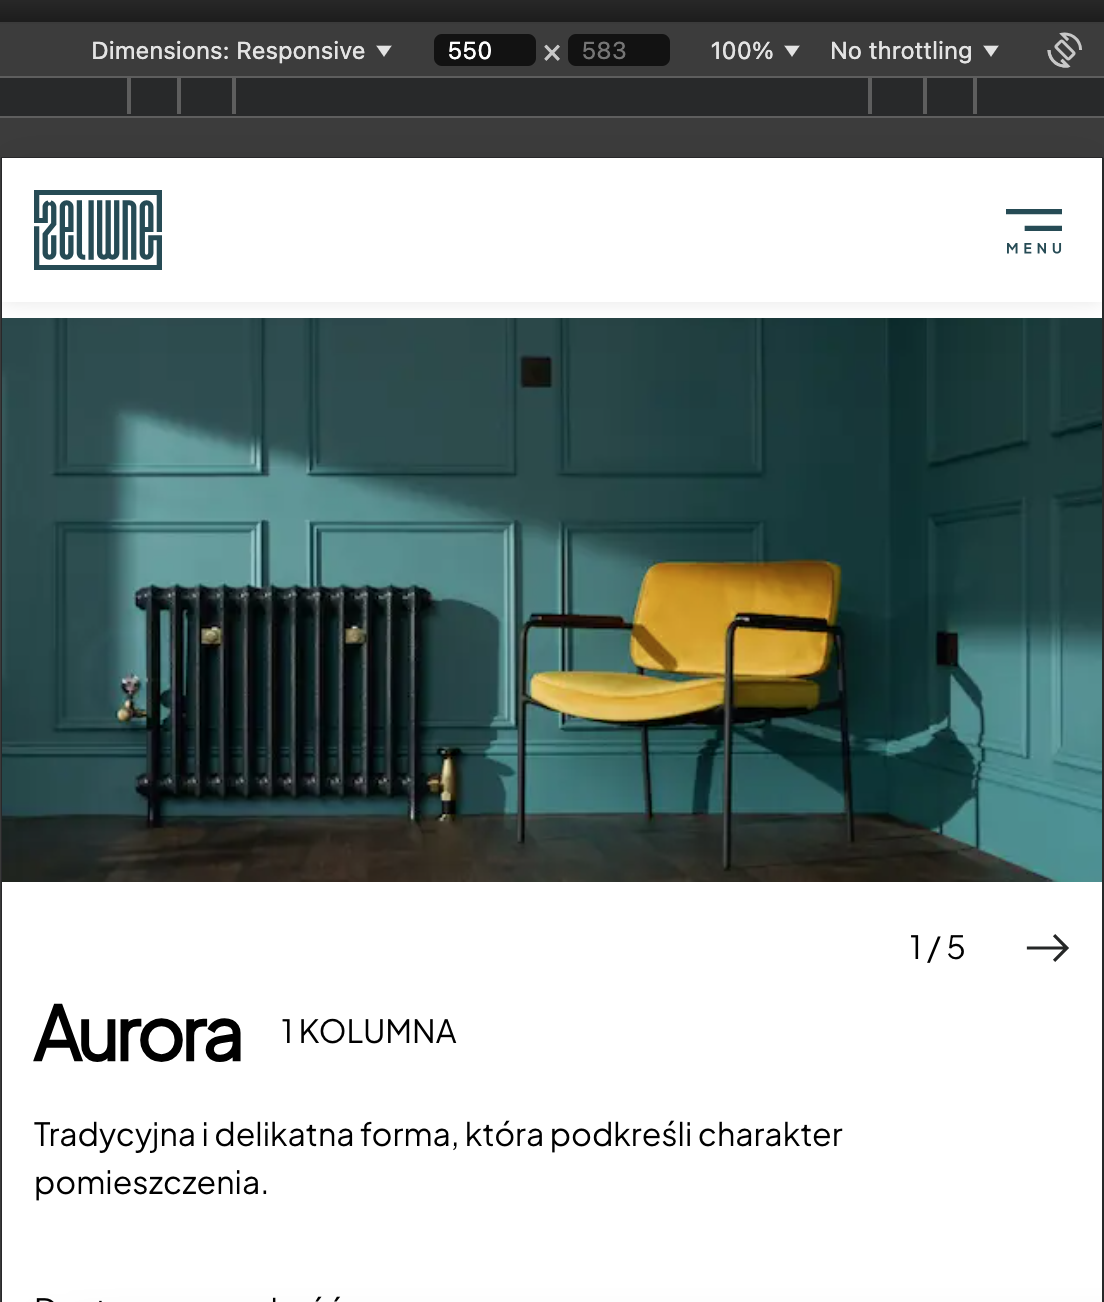 Dimensions: Responsive ▼ 550 × 583 100% ▼ No throttling ▼
ŻELIWNE
MENU
1 / 5
Aurora 1 KOLUMNA
Tradycyjna i delikatna forma, która podkreśli charakter
pomieszczenia.